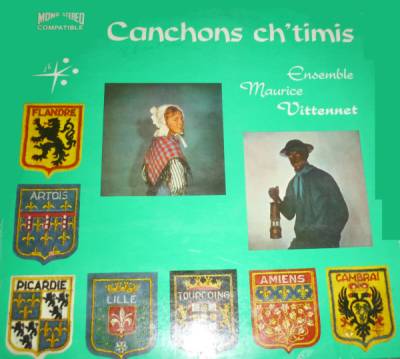 MONO STEREO
COMPATIBLE
Canchons ch'timis
Ensemble
Maurice
Vittennet
FLANDRE
ARTOIS
PICARDIE
LILLE
TOURCOING
AMIENS
CAMBRAI